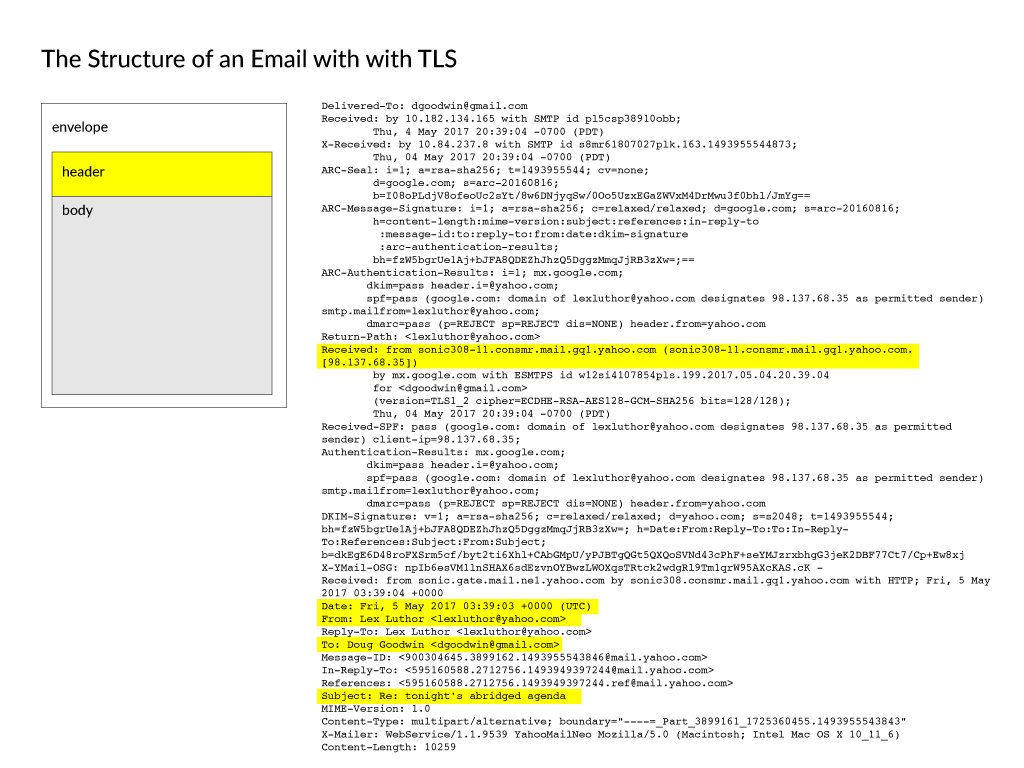 The Structure of an Email with with TLS
envelope
header
body
Delivered-To: dgoodwin@gmail.com
Received: by 10.182.134.165 with SMTP id p15csp38910obb;
Thu, 4 May 2017 20:39:04 -0700 (PDT)
X-Received: by 10.84.237.8 with SMTP id s8mr61807027plk.163.1493955544873;
Thu, 04 May 2017 20:39:04 -0700 (PDT)
ARC-Seal: i=1; a=rsa-sha256; t=1493955544; cv=none;
d=google.com; s=arc-20160816;
b=I08oPLdjV8ofeoUc2sYt/8w6DNjyqSw/0Oo5UzxEGaZWVxM4DrMwu3f0bhl/JmYg==
ARC-Message-Signature: i=1; a=rsa-sha256; c=relaxed/relaxed; d=google.com; s=arc-20160816;
h=content-length:mime-version:subject:references:in-reply-to
:message-id:to:reply-to:from:date:dkim-signature
:arc-authentication-results;
bh=fzW5bgrUelAj+bJFA8QDEZhJhzQ5DggzMmqJjRB3zXw=;==
ARC-Authentication-Results: i=1; mx.google.com;
dkim=pass header.i=@yahoo.com;
spf=pass (google.com: domain of lexluthor@yahoo.com designates 98.137.68.35 as permitted sender)
smtp.mailfrom=lexluthor@yahoo.com;
dmarc=pass (p=REJECT sp=REJECT dis=NONE) header.from=yahoo.com
Return-Path: <lexluthor@yahoo.com>
Received: from sonic308-11.consmr.mail.gq1.yahoo.com (sonic308-11.consmr.mail.gq1.yahoo.com.
[98.137.68.35])
by mx.google.com with ESMTPS id w12si4107854pls.199.2017.05.04.20.39.04
for <dgoodwin@gmail.com>
(version=TLS1_2 cipher=ECDHE-RSA-AES128-GCM-SHA256 bits=128/128);
Thu, 04 May 2017 20:39:04 -0700 (PDT)
Received-SPF: pass (google.com: domain of lexluthor@yahoo.com designates 98.137.68.35 as permitted
sender) client-ip=98.137.68.35;
Authentication-Results: mx.google.com;
dkim=pass header.i=@yahoo.com;
spf=pass (google.com: domain of lexluthor@yahoo.com designates 98.137.68.35 as permitted sender)
smtp.mailfrom=lexluthor@yahoo.com;
dmarc=pass (p=REJECT sp=REJECT dis=NONE) header.from=yahoo.com
DKIM-Signature: v=1; a=rsa-sha256; c=relaxed/relaxed; d=yahoo.com; s=s2048; t=1493955544;
bh=fzW5bgrUelAj+bJFA8QDEZhJhzQ5DggzMmqJjRB3zXw=; h=Date:From:Reply-To:To:In-Reply-
To:References:Subject:From:Subject;
b=dkEgE6D48roFXSrm5cf/byt2ti6Xhl+CAbGMpU/yPJBTgQGt5QXQoSVNd43cPhF+seYMJzrxbhgG3jeK2DBF77Ct7/Cp+Ew8xj
X-YMail-OSG: npIb6esVM1lnSHAX6sdEzvnOYBwzLWOXqsTRtck2wdgR19Tm1qrW95AXcKAS.cK -
Received: from sonic.gate.mail.ne1.yahoo.com by sonic308.consmr.mail.gq1.yahoo.com with HTTP; Fri, 5 May
2017 03:39:04 +0000
Date: Fri, 5 May 2017 03:39:03 +0000 (UTC)
From: Lex Luthor <lexluthor@yahoo.com>
Reply-To: Lex Luthor <lexluthor@yahoo.com>
To: Doug Goodwin <dgoodwin@gmail.com>
Message-ID: <900304645.3899162.1493955543846@mail.yahoo.com>
In-Reply-To: <595160588.2712756.1493949397244@mail.yahoo.com>
References: <595160588.2712756.1493949397244.ref@mail.yahoo.com>
Subject: Re: tonight's abridged agenda
MIME-Version: 1.0
Content-Type: multipart/alternative; boundary="----=_Part_3899161_1725360455.1493955543843"
X-Mailer: WebService/1.1.9539 YahooMailNeo Mozilla/5.0 (Macintosh; Intel Mac OS X 10_11_6)
Content-Length: 10259